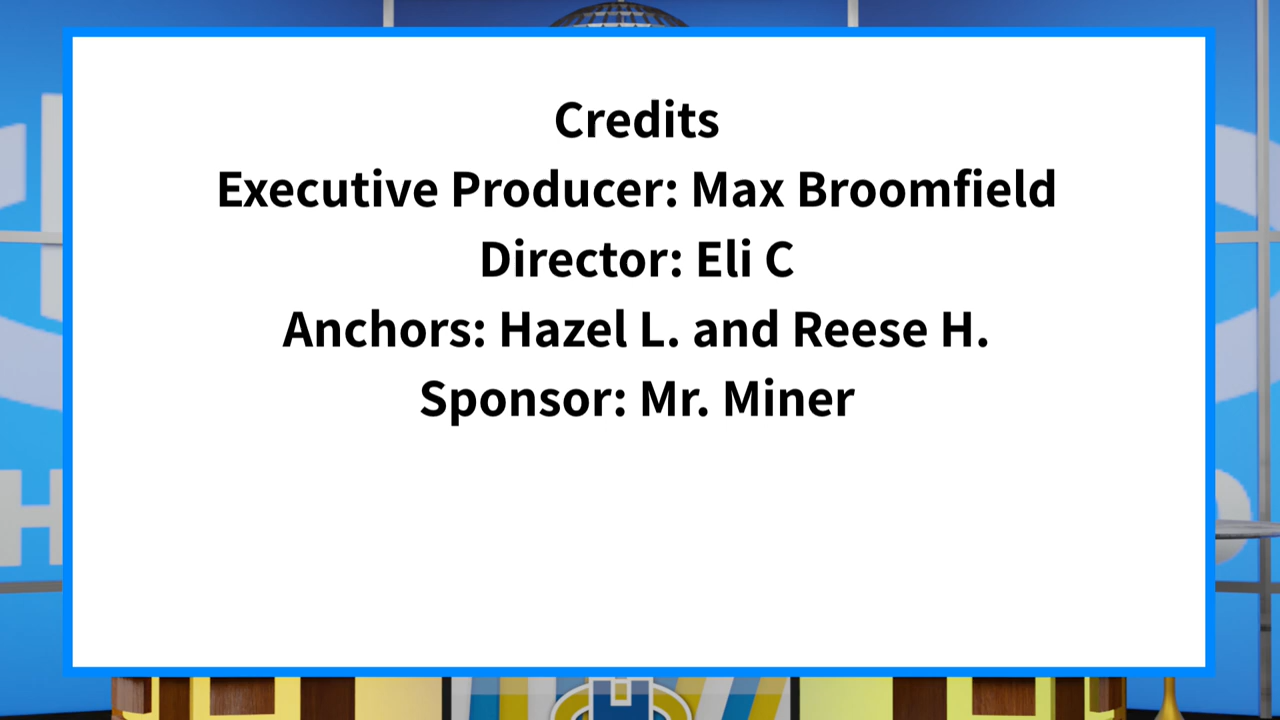 Credits
Executive Producer: Max Broomfield
Director: Eli C
Anchors: Hazel L. and Reese H.
Sponsor: Mr. Miner